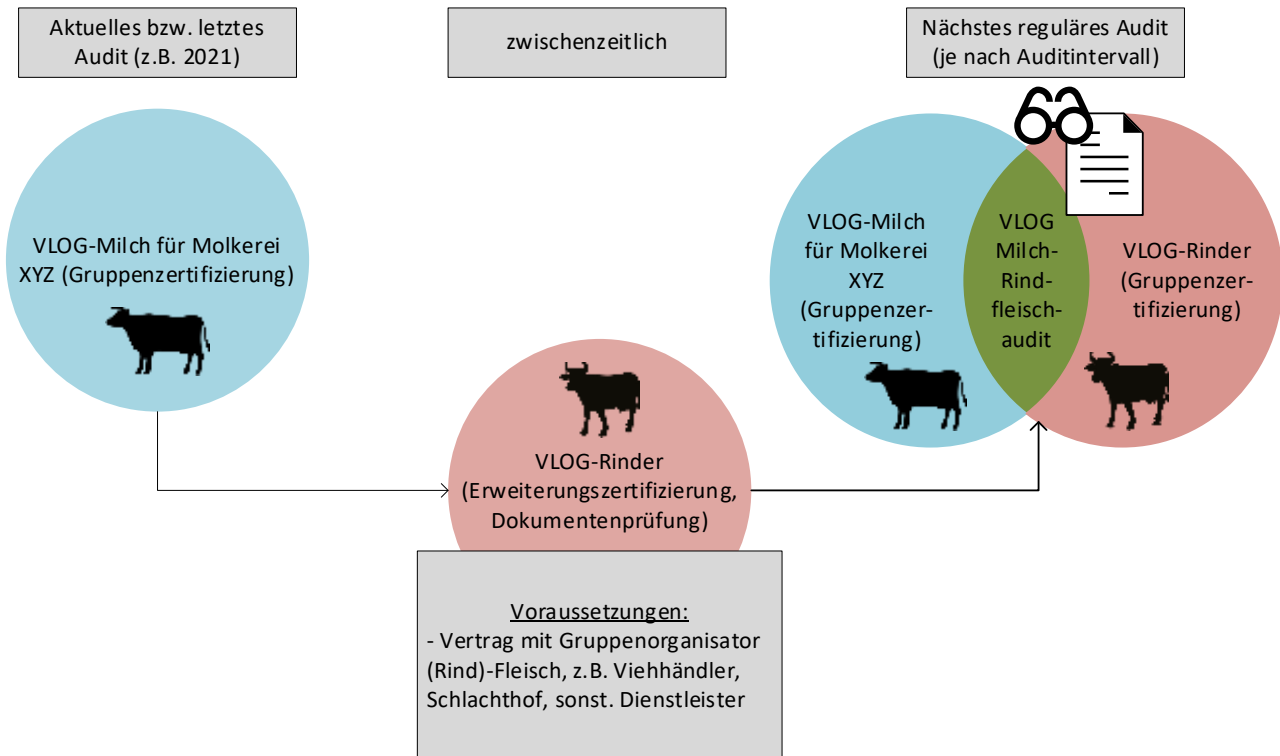 Aktuelles bzw. letztes
Audit (z.B. 2021)
zwischenzeitlich
Nächstes reguläres Audit
(je nach Auditintervall)
VLOG-Milch für Molkerei
XYZ (Gruppenzertifizierung)
VLOG-Milch
für Molkerei
XYZ
(Gruppenzer-
tifizierung)
VLOG
Milch-
Rind-
fleisch-
audit
VLOG-Rinder
(Gruppenzer-
tifizierung)
VLOG-Rinder
(Erweiterungszertifizierung,
Dokumentenprüfung)
Voraussetzungen:
- Vertrag mit Gruppenorganisator
(Rind)-Fleisch, z.B. Viehhändler,
Schlachthof, sonst. Dienstleister